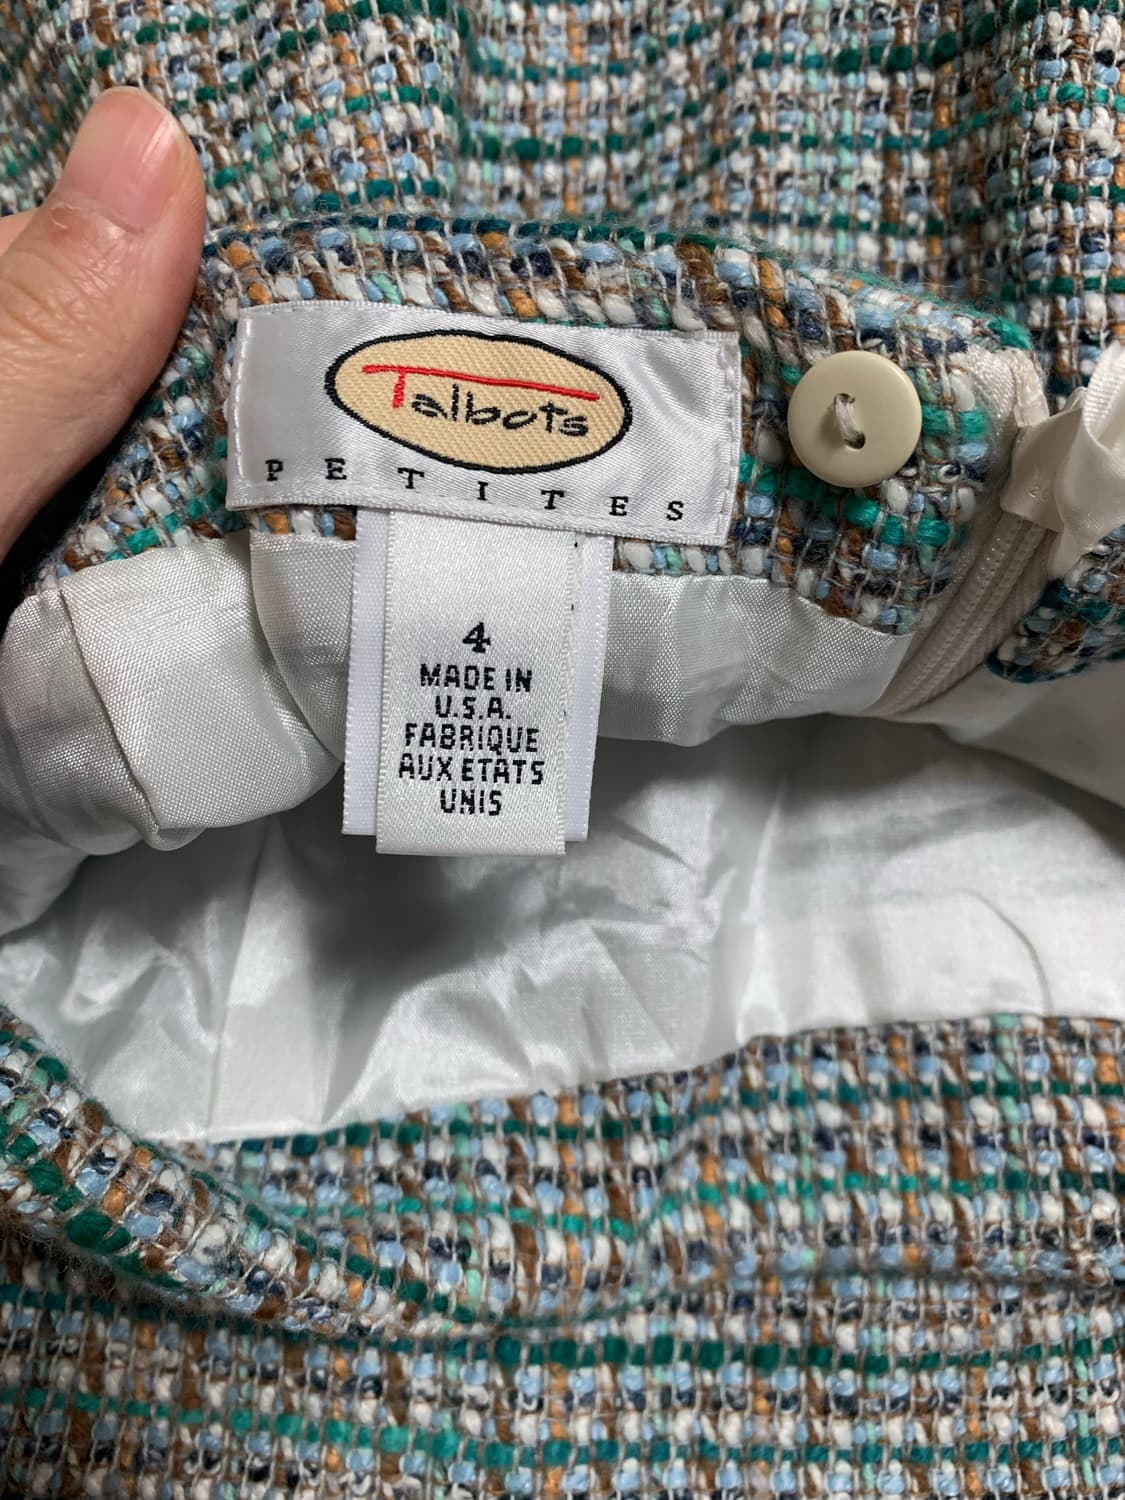 Talbots
PETITES
4
MADE IN
U.S.A.
FABRIQUE
AUX ETATS
UNIS